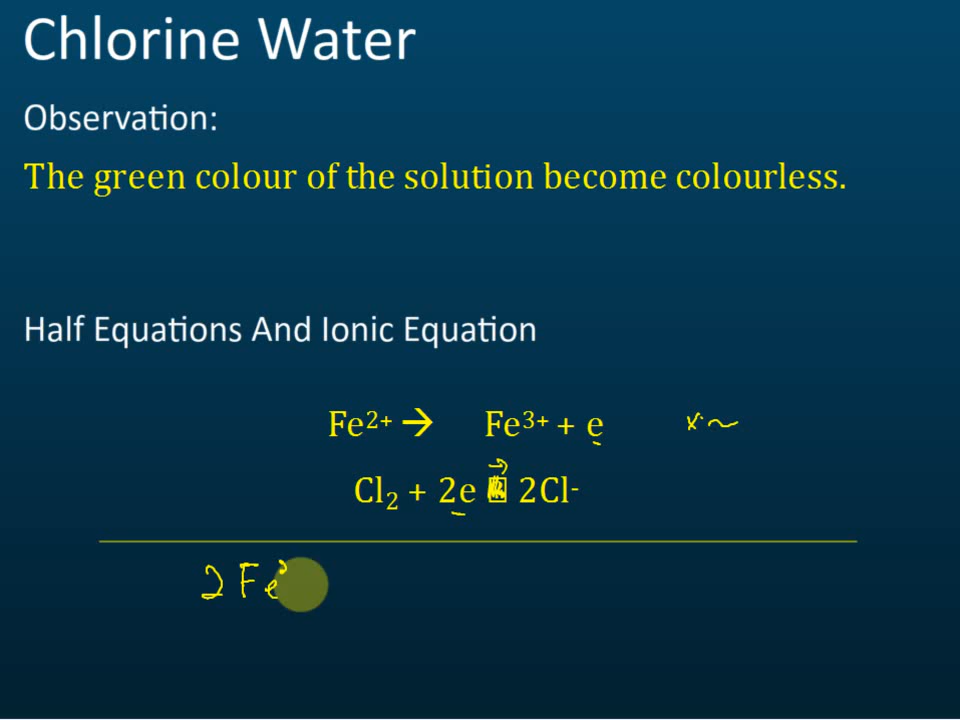 Chlorine Water
Observation:
The green colour of the solution become colourless.
Half Equations And Ionic Equation
Fe²⁺ → Fe³⁺ + e
Cl₂ + 2e → 2Cl⁻
2 Fe²